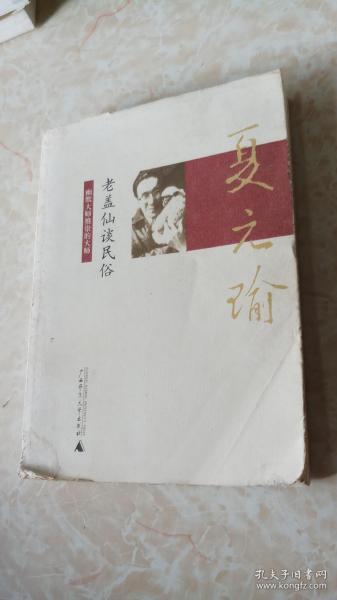 夏元瑜
老盖仙谈民俗
幽默大师推崇的大师
广西师范大学出版社
孔夫子旧书网
www.kongfz.com